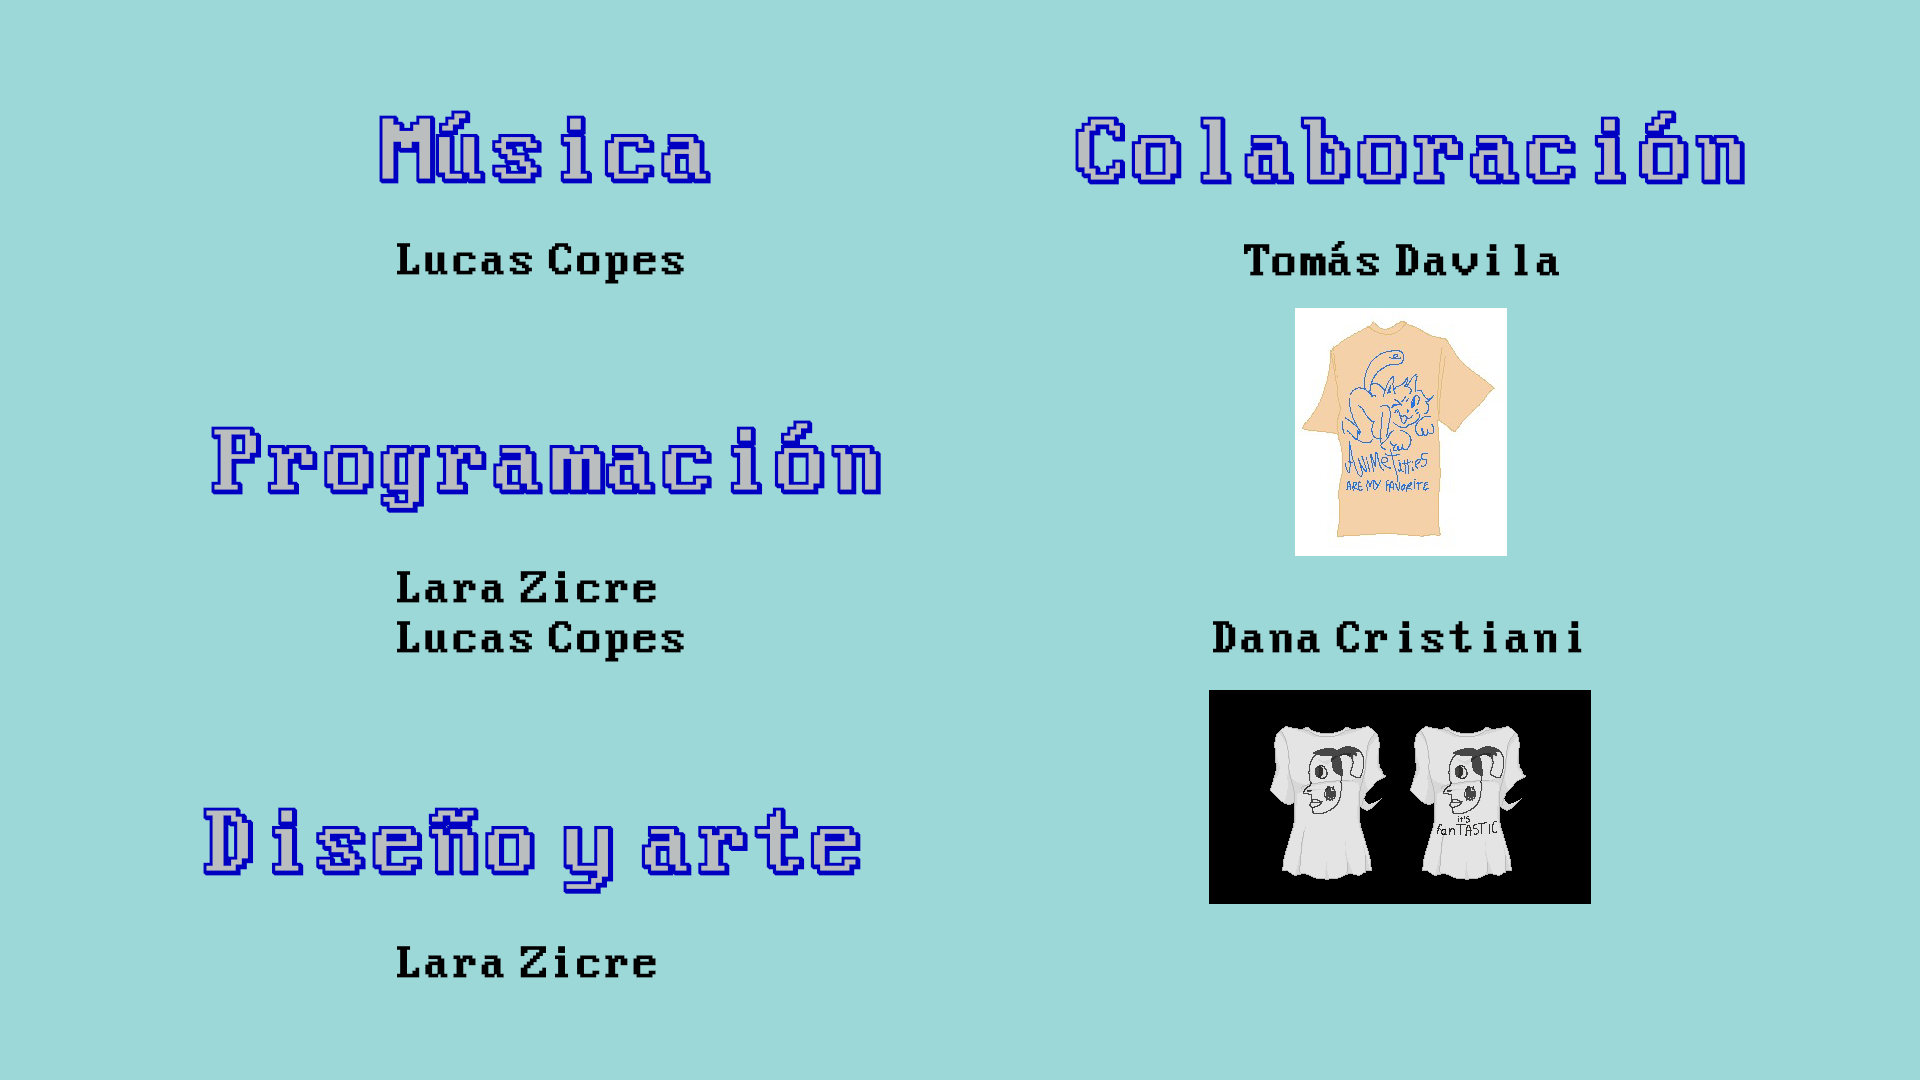 Música
Lucas Copes
Programación
Lara Zicre
Lucas Copes
Diseño y arte
Lara Zicre
Colaboración
Tomás Davila
ANiMe Titties
ARE MY FAVORITE
Dana Cristiani
it's
fanTASTIC